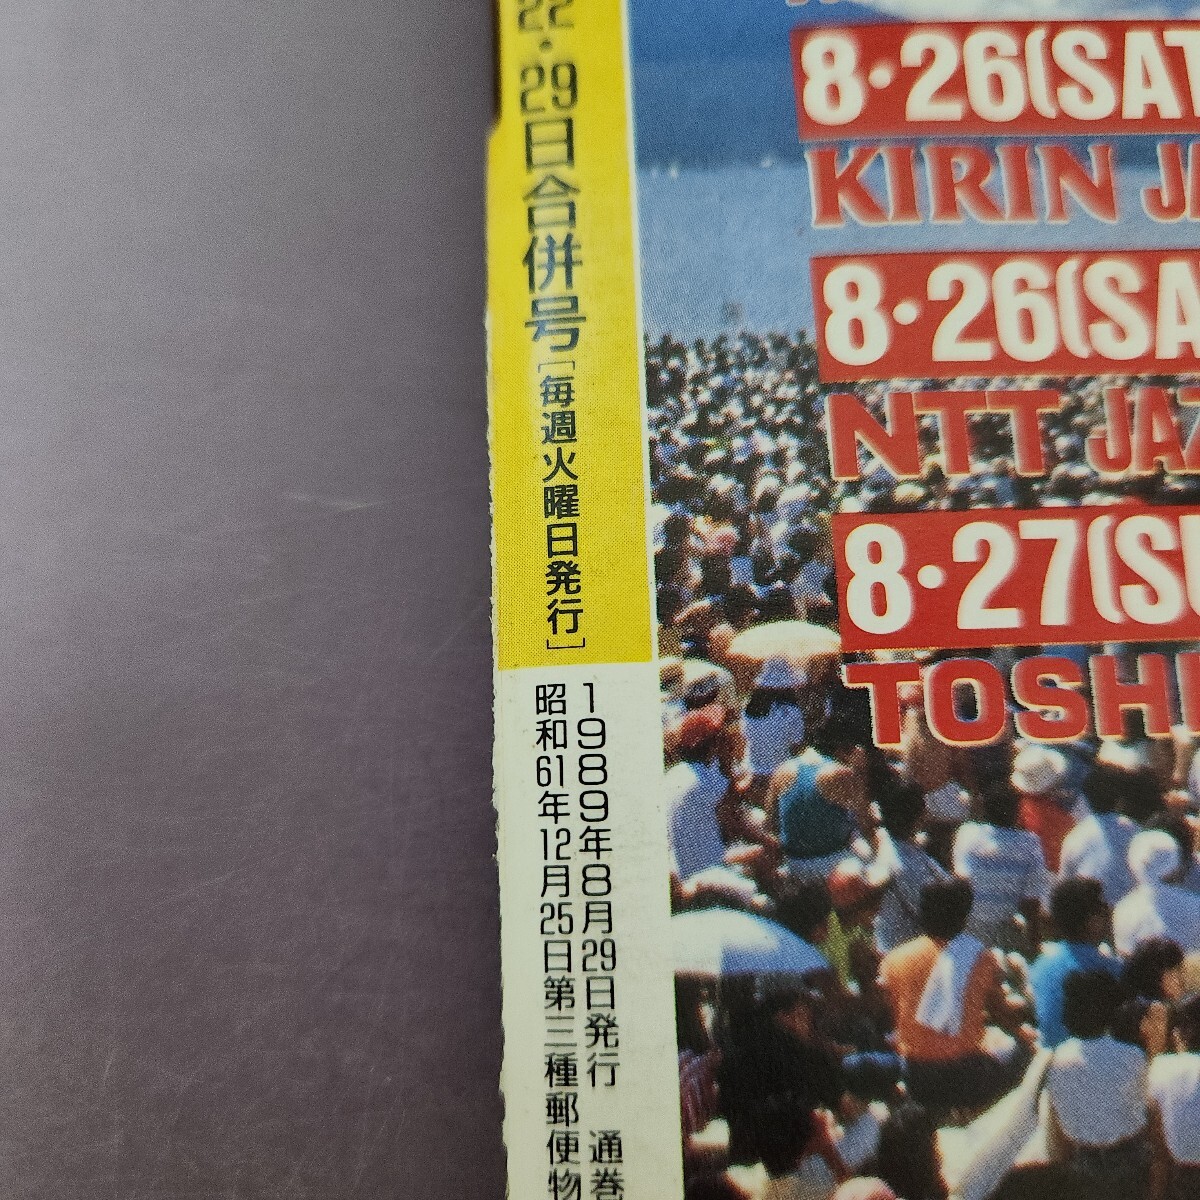 22・29日合併号［毎週火曜日発行］
1989年8月29日発行　通巻
昭和61年12月25日第三種郵便物
8・26(SAT
KIRIN JA
8・26(SA
NTT JAZ
8・27(SU
TOSHI